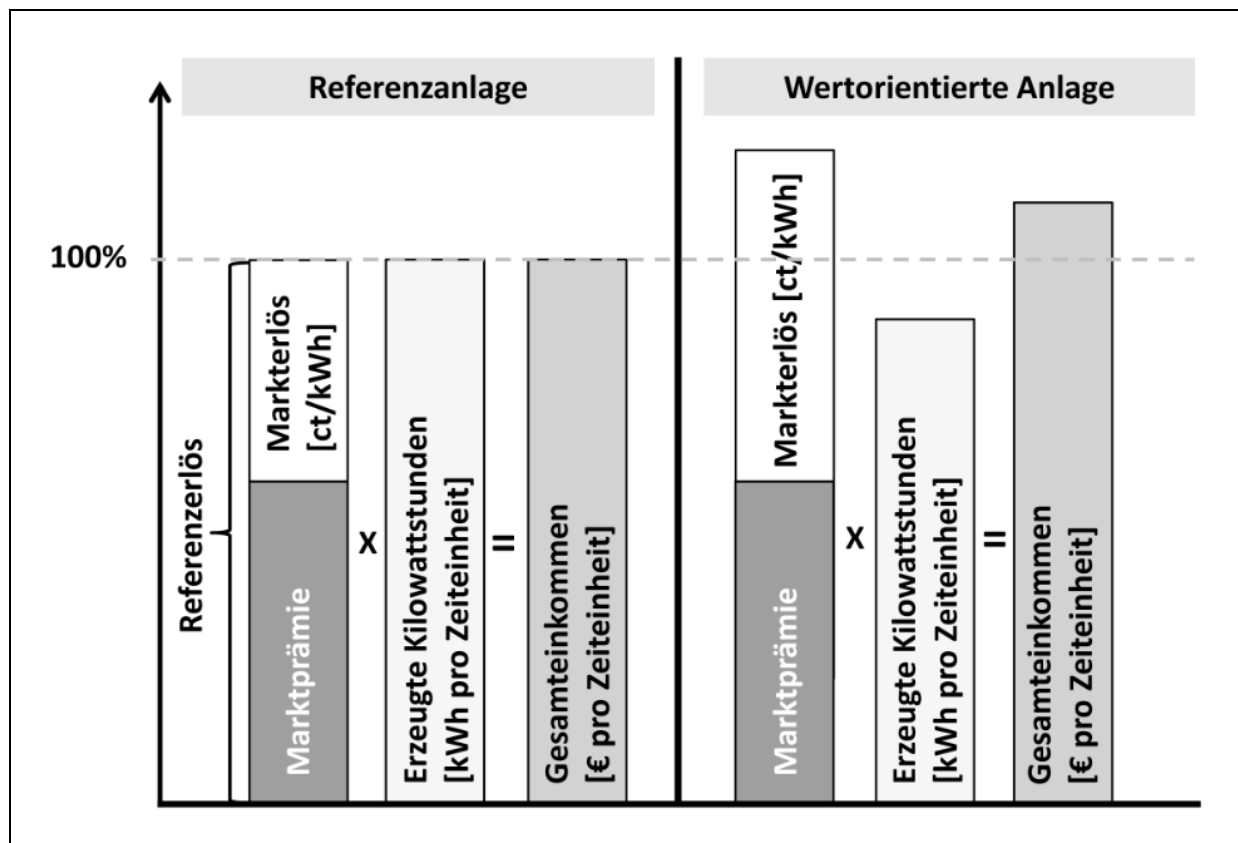 Referenzanlage
Wertorientierte Anlage
100%
Referenzerlös
Markterlös
[ct/kWh]
Marktprämie
x
Erzeugte Kilowattstunden
[kWh pro Zeiteinheit]
=
Gesamteinkommen
[€ pro Zeiteinheit]
Markterlös [ct/kWh]
Marktprämie
x
Erzeugte Kilowattstunden
[kWh pro Zeiteinheit]
=
Gesamteinkommen
[€ pro Zeiteinheit]